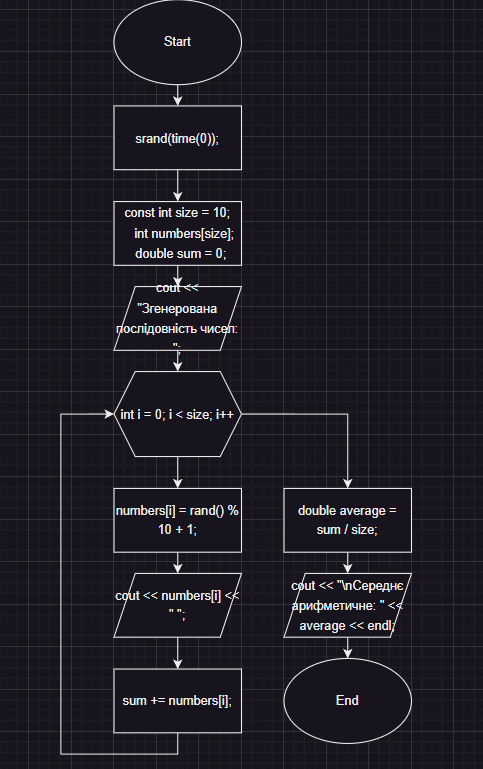 Start
srand(time(0));
const int size = 10;
int numbers[size];
double sum = 0;
cout <<
"Згенерована
послідовність чисел:
";
int i = 0; i < size; i++
numbers[i] = rand() %
10 + 1;
cout << numbers[i] <<
" ";
sum += numbers[i];
double average =
sum / size;
cout << "\nСереднє
арифметичне: " <<
average << endl;
End